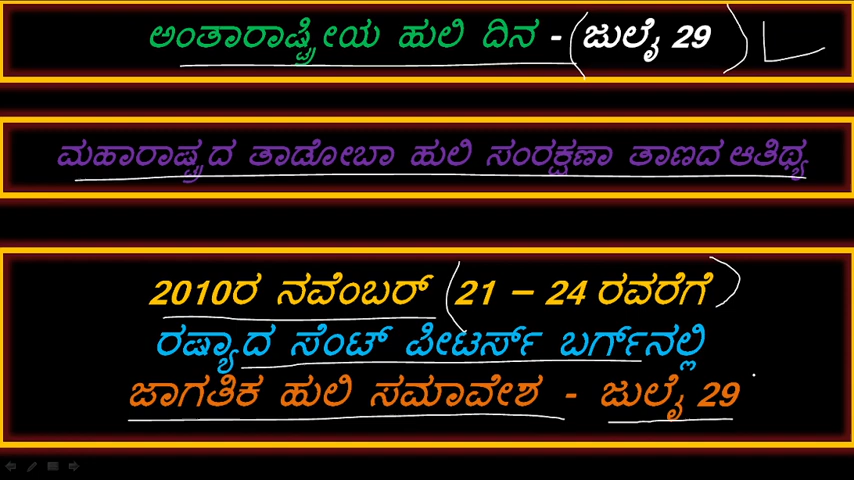 ಅಂತಾರಾಷ್ಟ್ರೀಯ ಹುಲಿ ದಿನ - ಜುಲೈ 29
ಮಹಾರಾಷ್ಟ್ರದ ತಾಡೋಬಾ ಹುಲಿ ಸಂರಕ್ಷಣಾ ತಾಣದ ಆತಿಥ್ಯ
2010ರ ನವೆಂಬರ್ 21 – 24 ರವರೆಗೆ
ರಷ್ಯಾದ ಸೆಂಟ್ ಪೀಟರ್ಸ್ ಬರ್ಗ್‌ನಲ್ಲಿ
ಜಾಗತಿಕ ಹುಲಿ ಸಮಾವೇಶ - ಜುಲೈ 29